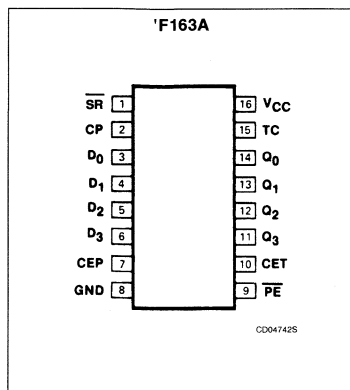 'F163A
SR 1 16 VCC
CP 2 15 TC
D0 3 14 Q0
D1 4 13 Q1
D2 5 12 Q2
D3 6 11 Q3
CEP 7 10 CET
GND 8 9 PE
CD04742S